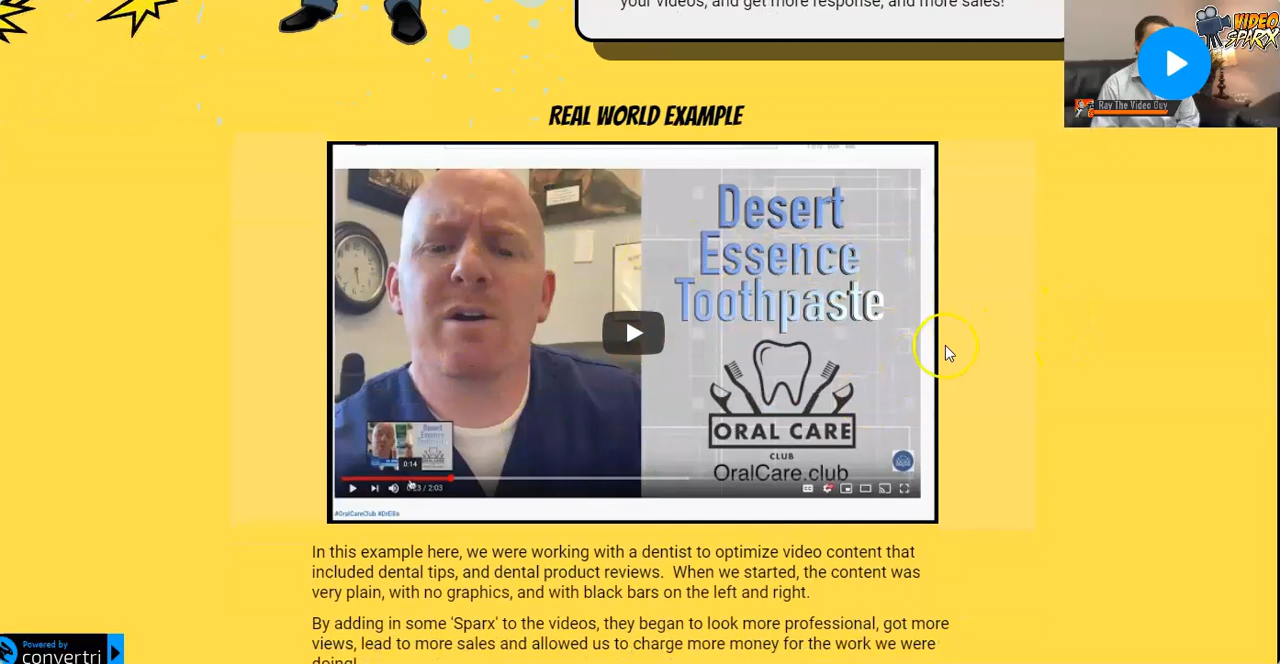 your videos, and get more response, and more sales!
VIDEO
SPARX
Ray The Video Guy
REAL WORLD EXAMPLE
Desert
Essence
Toothpaste
ORAL CARE
CLUB
OralCare.club
Desert
Essence
0:14
/ 2:03
#OralCareClub #DrEllis
In this example here, we were working with a dentist to optimize video content that
included dental tips, and dental product reviews. When we started, the content was
very plain, with no graphics, and with black bars on the left and right.
By adding in some 'Sparx' to the videos, they began to look more professional, got more
views, lead to more sales and allowed us to charge more money for the work we were
doing!
Powered by
convertri